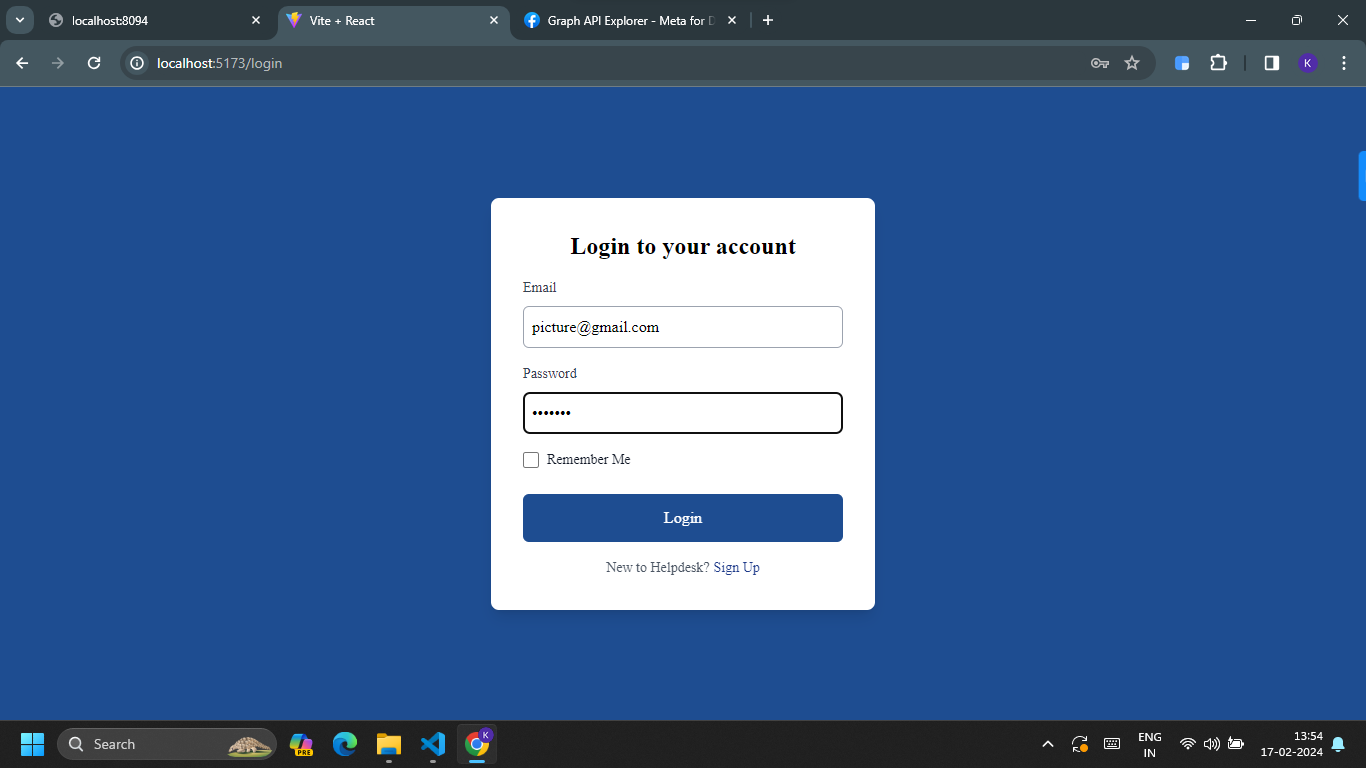 localhost:8094
Vite + React
Graph API Explorer - Meta for D
localhost:5173/login
K
Login to your account
Email
picture@gmail.com
Password
•••••••
Remember Me
Login
New to Helpdesk? Sign Up
Search
PRE
K
ENG
IN
13:54
17-02-2024